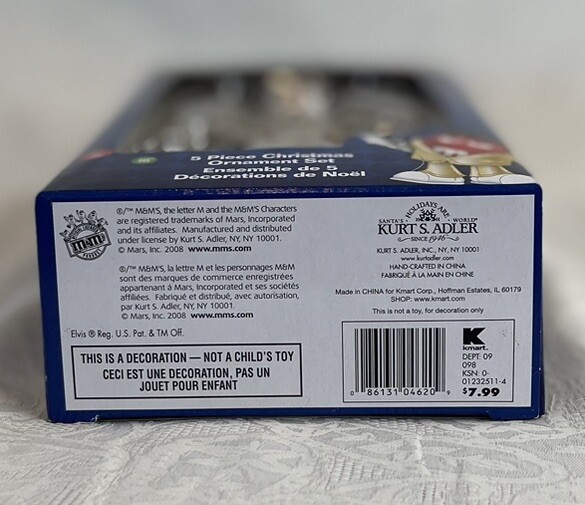 5 Piece Christmas
Ornament Set
Ensemble de 5
Décorations de Noël
®/™ M&M'S, the letter M and the M&M'S Characters
are registered trademarks of Mars, Incorporated
and its affiliates. Manufactured and distributed
under license by Kurt S. Adler, NY, NY 10001.
© Mars, Inc. 2008 www.mms.com
®/™ M&M'S, la lettre M et les personnages M&M
sont des marques de commerce enregistrées
appartenant á Mars, Incorporated et ses sociétés
affiliées. Fabriqué et distribué, avec autorisation,
par Kurt S. Adler, NY, NY 10001.
© Mars, Inc. 2008 www.mms.com
Elvis ® Reg. U.S. Pat. & TM Off.
THIS IS A DECORATION — NOT A CHILD'S TOY
CECI EST UNE DECORATION, PAS UN
JOUET POUR ENFANT
HOLIDAYS ARE
SANTA'S WORLD®
KURT S. ADLER
SINCE 1946
KURT S. ADLER, INC., NY, NY 10001
www.kurtadler.com
HAND-CRAFTED IN CHINA
FABRIQUÉ À LA MAIN EN CHINE
Made in CHINA for Kmart Corp., Hoffman Estates, IL 60179
SHOP: www.kmart.com
This is not a toy, for decoration only
0 86131 04620 9
K
kmart.
DEPT: 09
098
KSN: 0-
01232511-4
$7.99